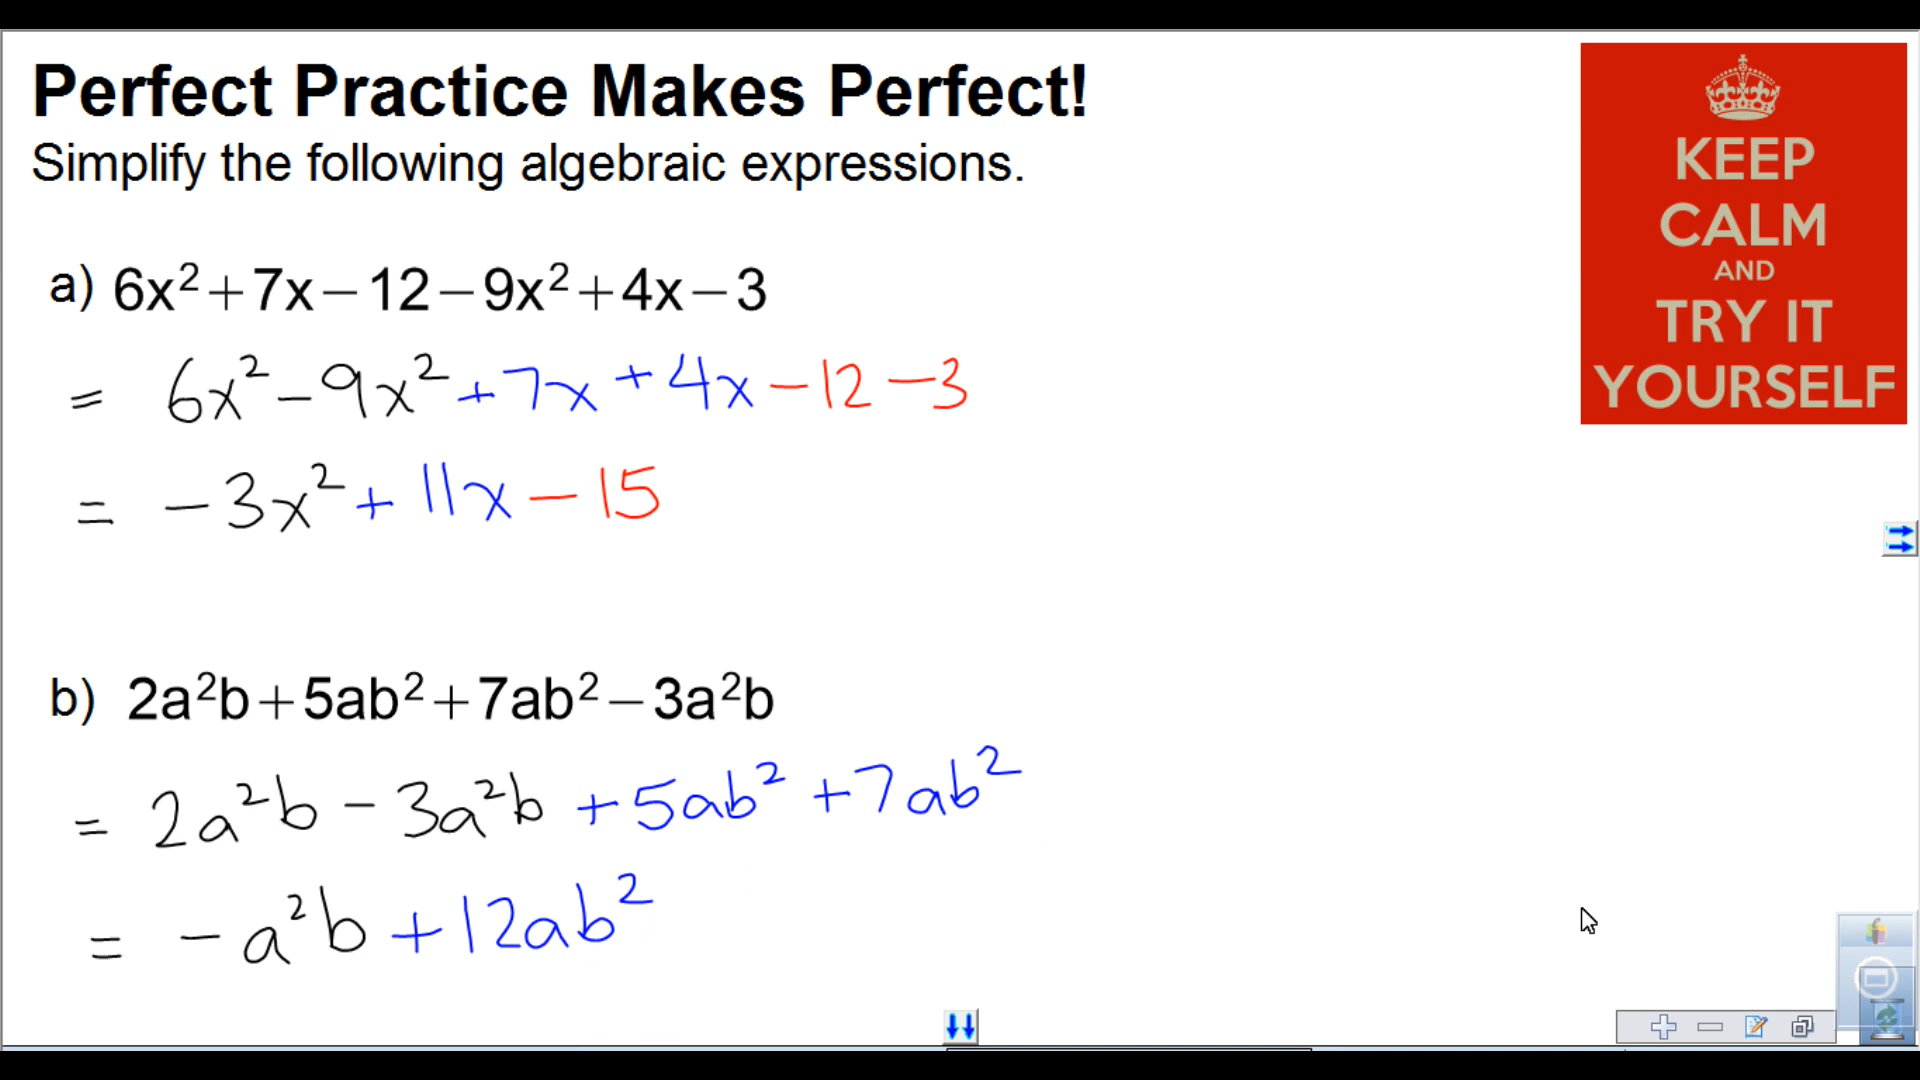 Perfect Practice Makes Perfect!
Simplify the following algebraic expressions.
KEEP
CALM
AND
TRY IT
YOURSELF
a) 6x² + 7x − 12 − 9x² + 4x − 3
= 6x² − 9x² + 7x + 4x − 12 − 3
= − 3x² + 11x − 15
b) 2a²b + 5ab² + 7ab² − 3a²b
= 2a²b − 3a²b + 5ab² + 7ab²
= − a²b + 12ab²